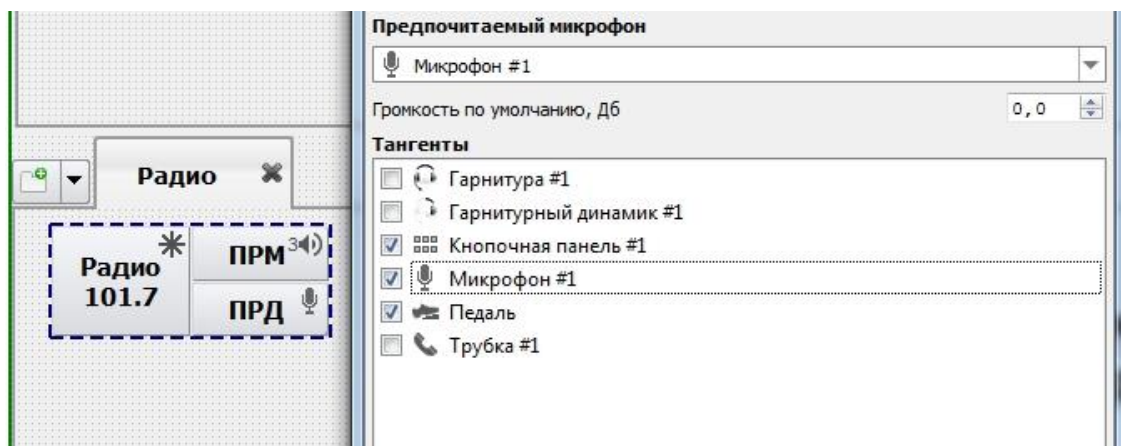 Предпочитаемый микрофон
Микрофон #1
Громкость по умолчанию, Дб
0,0
Тангенты
Гарнитура #1
Гарнитурный динамик #1
Кнопочная панель #1
Микрофон #1
Педаль
Трубка #1
Радио
Радио
101.7
ПРМ 3
ПРД